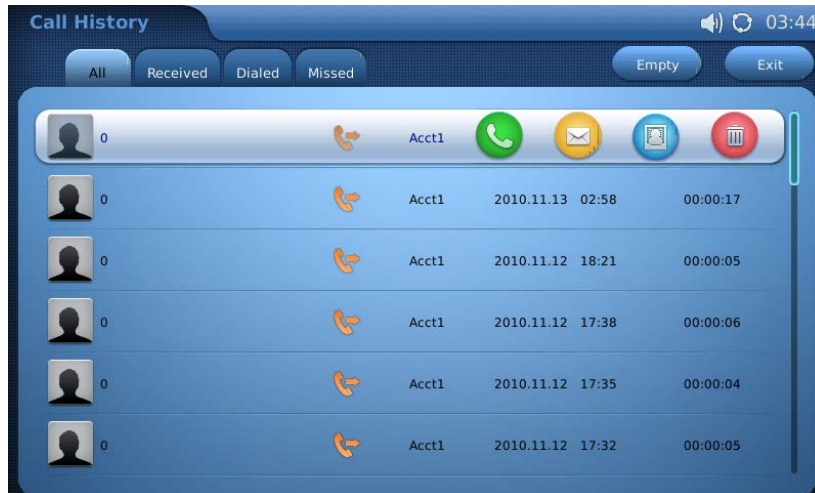 Call History 03:44
All Received Dialed Missed Empty Exit
0 Acct1
0 Acct1 2010.11.13 02:58 00:00:17
0 Acct1 2010.11.12 18:21 00:00:05
0 Acct1 2010.11.12 17:38 00:00:06
0 Acct1 2010.11.12 17:35 00:00:04
0 Acct1 2010.11.12 17:32 00:00:05